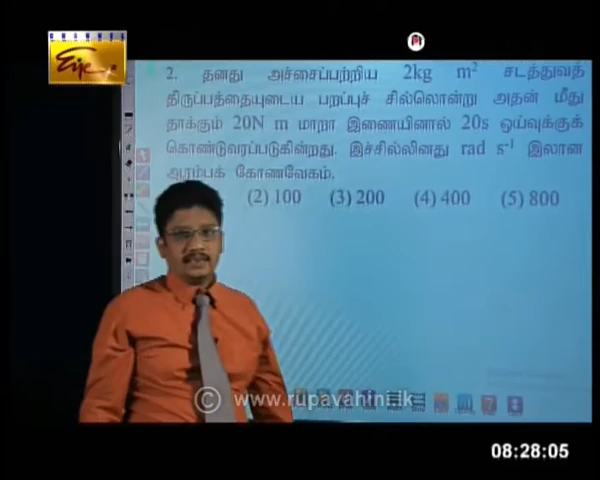 CHANNEL
Eye
2. தனது அச்சைப்பற்றிய 2kg m² சடத்துவத்
திருப்பத்தையுடைய பறப்புச் சில்லொன்று அதன் மீது
தாக்கும் 20N m மாறா இணையினால் 20s ஓய்வுக்குக்
கொண்டுவரப்படுகின்றது. இச்சில்லினது rad s⁻¹ இலான
ஆரம்பக் கோணவேகம்.
(2) 100 (3) 200 (4) 400 (5) 800
© www.rupavahini.lk
08:28:05